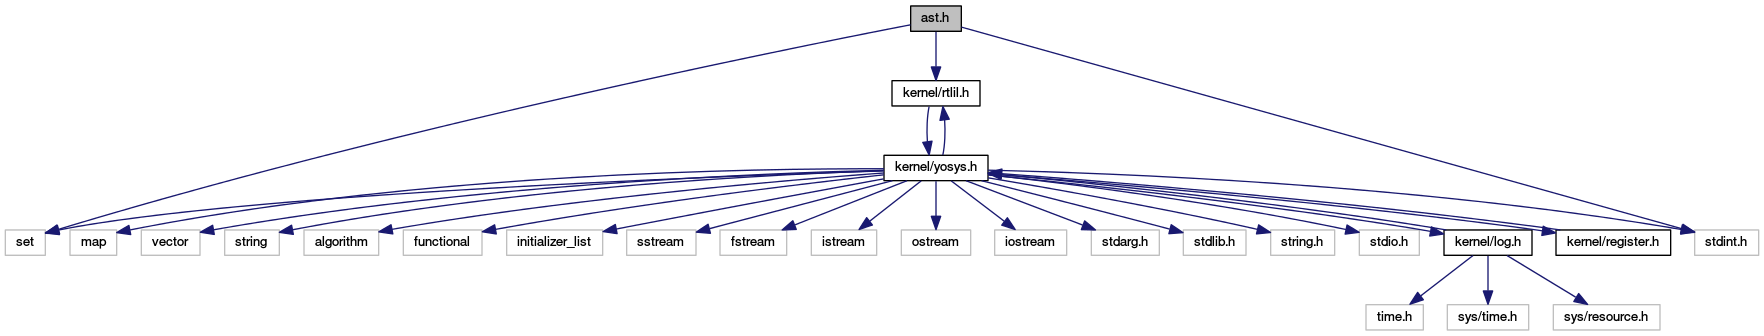 ast.h
kernel/rtlil.h
kernel/yosys.h
set
map
vector
string
algorithm
functional
initializer_list
sstream
fstream
istream
ostream
iostream
stdarg.h
stdlib.h
string.h
stdio.h
kernel/log.h
kernel/register.h
stdint.h
time.h
sys/time.h
sys/resource.h